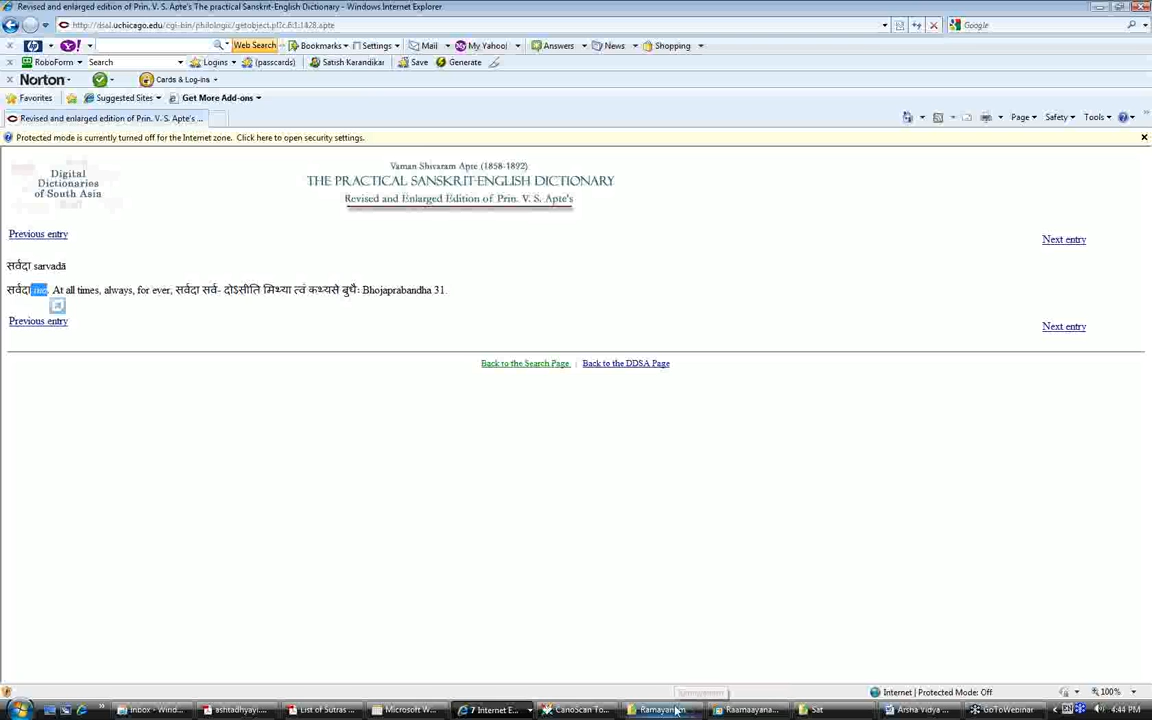 Revised and enlarged edition of Prin. V. S. Apte's The practical Sanskrit-English Dictionary - Windows Internet Explorer
http://dsal.uchicago.edu/cgi-bin/philologic/getobject.pl?c.6:1:1428.apte
Google
Web Search
Bookmarks
Settings
Mail
My Yahoo!
Answers
News
Shopping
RoboForm
Search
Logins
(passcards)
Satish Karandikar
Save
Generate
Norton
Cards & Log-ins
Favorites
Suggested Sites
Get More Add-ons
Revised and enlarged edition of Prin. V. S. Apte's ...
Page
Safety
Tools
Protected mode is currently turned off for the Internet zone. Click here to open security settings.
Digital
Dictionaries
of South Asia
Vaman Shivaram Apte (1858-1892)
THE PRACTICAL SANSKRIT-ENGLISH DICTIONARY
Revised and Enlarged Edition of Prin. V. S. Apte's
Previous entry
Next entry
सर्वदा sarvadā
सर्वदा ind. At all times, always, for ever, सर्वदा सर्व- दोऽसीति मिथ्या त्वं कथ्यसे बुधैः Bhojaprabandha 31.
Previous entry
Next entry
Back to the Search Page | Back to the DDSA Page
Internet | Protected Mode: Off
100%
Inbox - Wind...
ashtadhyayi...
List of Sutras ...
Microsoft W...
7 Internet E...
CanoScan To...
Ramayanam
Raamaayana...
Sat
Arsha Vidya ...
GoToWebinar
4:44 PM